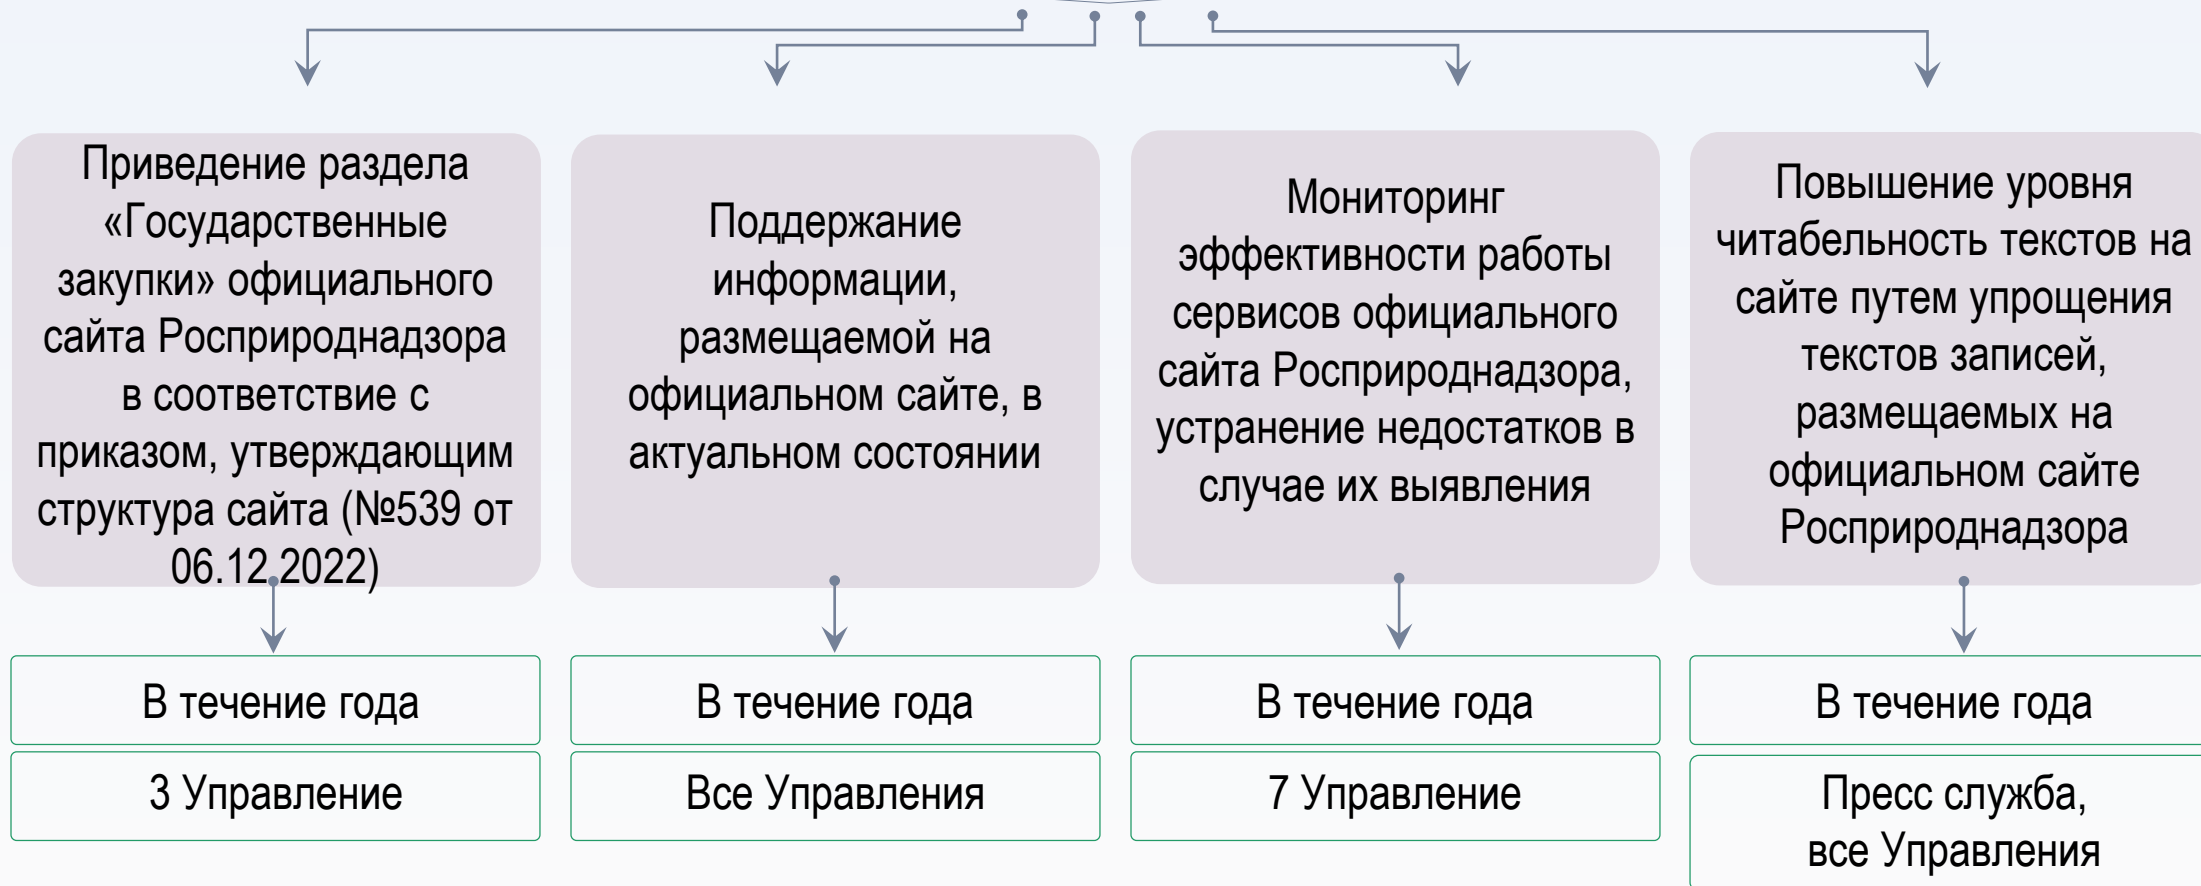 Приведение раздела
«Государственные
закупки» официального
сайта Росприроднадзора
в соответствие с
приказом, утверждающим
структура сайта (№539 от
06.12.2022)
Поддержание
информации,
размещаемой на
официальном сайте, в
актуальном состоянии
Мониторинг
эффективности работы
сервисов официального
сайта Росприроднадзора,
устранение недостатков в
случае их выявления
Повышение уровня
читабельность текстов на
сайте путем упрощения
текстов записей,
размещаемых на
официальном сайте
Росприроднадзора
В течение года
В течение года
В течение года
В течение года
3 Управление
Все Управления
7 Управление
Пресс служба,
все Управления